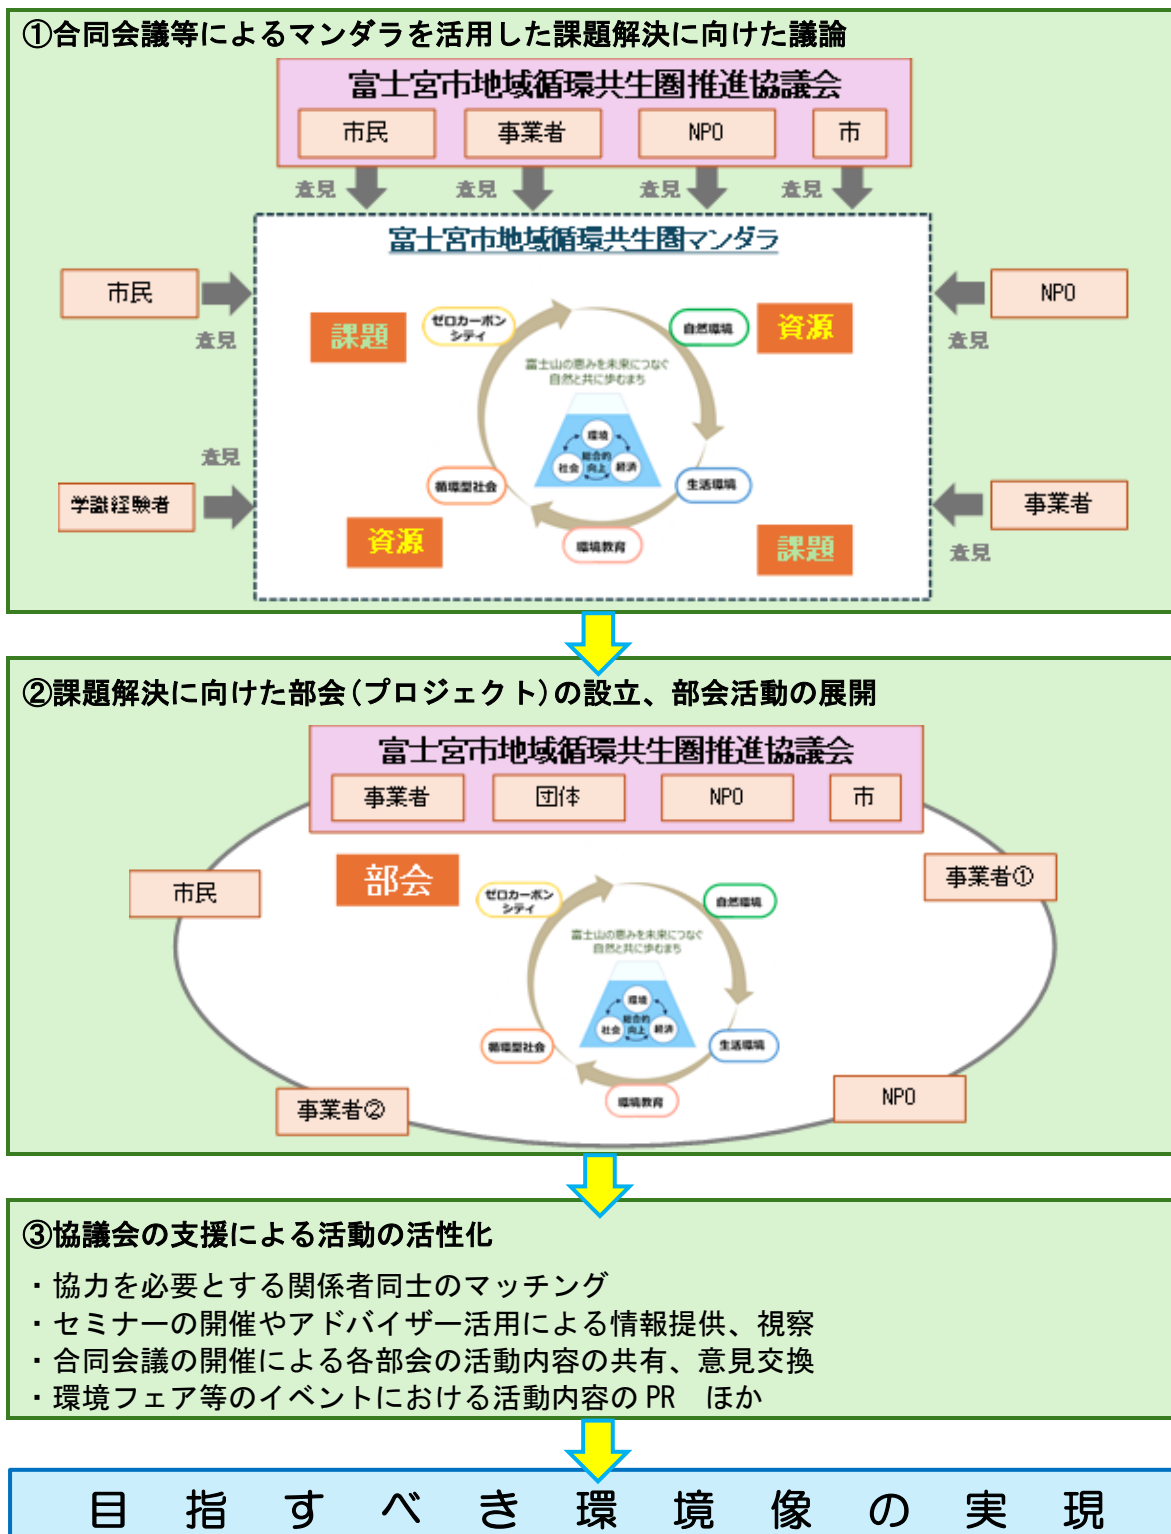 ①合同会議等によるマンダラを活用した課題解決に向けた議論
富士宮市地域循環共生圏推進協議会
市民 事業者 NPO 市
意見 意見 意見 意見
富士宮市地域循環共生圏マンダラ
市民
意見
NPO
意見
課題
ゼロカーボン
シティ
自然環境
資源
富士山の恵みを未来につなぐ
自然と共に歩むまち
環境
総合的
向上
社会
経済
循環型社会
生活環境
意見
学識経験者
事業者
意見
資源
環境教育
課題
②課題解決に向けた部会(プロジェクト)の設立、部会活動の展開
富士宮市地域循環共生圏推進協議会
事業者 団体 NPO 市
市民
部会
事業者①
ゼロカーボン
シティ
自然環境
富士山の恵みを未来につなぐ
自然と共に歩むまち
環境
総合的
向上
社会
経済
循環型社会
生活環境
環境教育
事業者②
NPO
③協議会の支援による活動の活性化
・協力を必要とする関係者同士のマッチング
・セミナーの開催やアドバイザー活用による情報提供、視察
・合同会議の開催による各部会の活動内容の共有、意見交換
・環境フェア等のイベントにおける活動内容のPR ほか
目指すべき環境像の実現